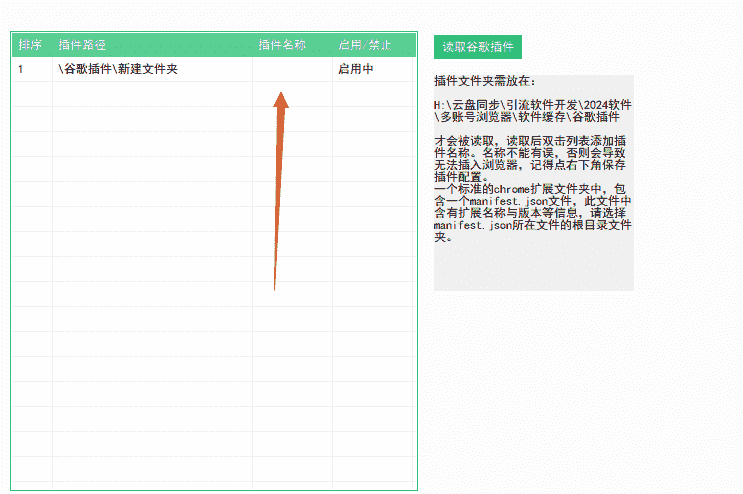 排序 插件路径 插件名称 启用/禁止
1 \谷歌插件\新建文件夹 启用中
读取谷歌插件
插件文件夹需放在:
H:\云盘同步\引流软件开发\2024软件
\多账号浏览器\软件缓存\谷歌插件
才会被读取，读取后双击列表添加插
件名称。名称不能有误，否则会导致
无法插入浏览器，记得点右下角保存
插件配置。
一个标准的chrome扩展文件夹中，包
含一个manifest.json文件，此文件中
含有扩展名称与版本等信息，请选择
manifest.json所在文件的根目录文件
夹。